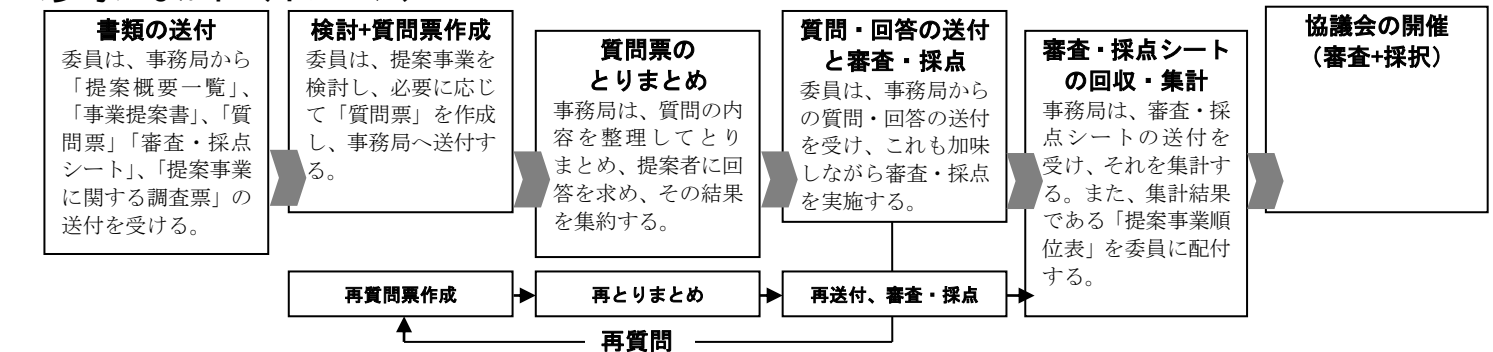 書類の送付
委員は、事務局から
「提案概要一覧」、
「事業提案書」、「質
問票」「審査・採点
シート」、「提案事業
に関する調査票」の
送付を受ける。
検討+質問票作成
委員は、提案事業を
検討し、必要に応じ
て「質問票」を作成
し、事務局へ送付す
る。
質問票の
とりまとめ
事務局は、質問の内
容を整理してとり
まとめ、提案者に回
答を求め、その結果
を集約する。
質問・回答の送付
と審査・採点
委員は、事務局から
の質問・回答の送付
を受け、これも加味
しながら審査・採点
を実施する。
審査・採点シート
の回収・集計
事務局は、審査・採
点シートの送付を
受け、それを集計す
る。また、集計結果
である「提案事業順
位表」を委員に配付
する。
協議会の開催
（審査+採択）
再質問票作成
再とりまとめ
再送付、審査・採点
再質問